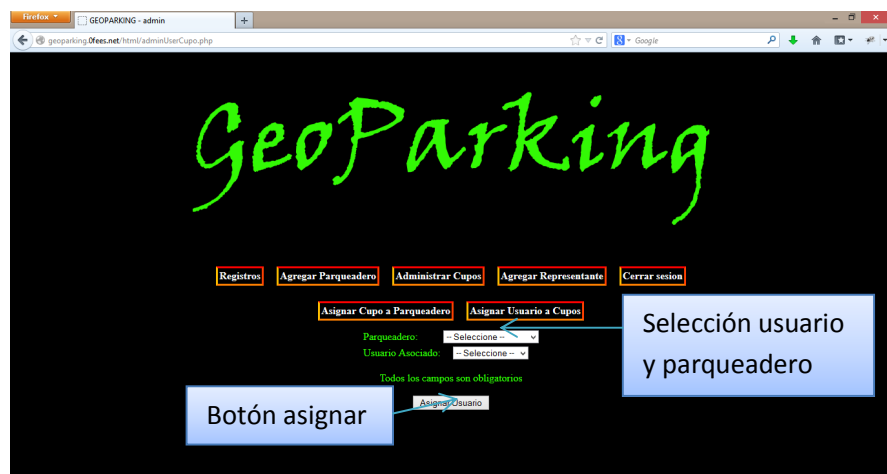 Firefox
GEOPARKING - admin
geoparking.0fees.net/html/adminUserCupo.php
Google
GeoParking
Registros Agregar Parqueadero Administrar Cupos Agregar Representante Cerrar sesion
Asignar Cupo a Parqueadero Asignar Usuario a Cupos
Parqueadero: -- Seleccione --
Usuario Asociado: -- Seleccione --
Todos los campos son obligatorios
Asignar Usuario
Selección usuario
y parqueadero
Botón asignar